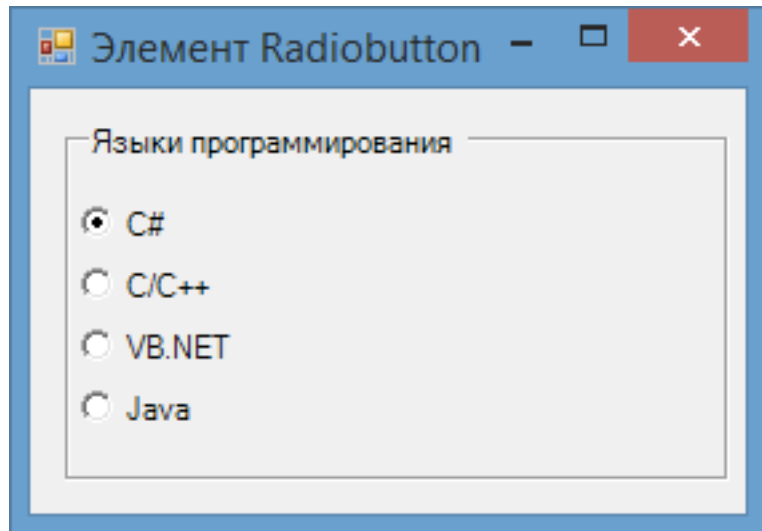 Элемент Radiobutton
Языки программирования
C#
C/C++
VB.NET
Java